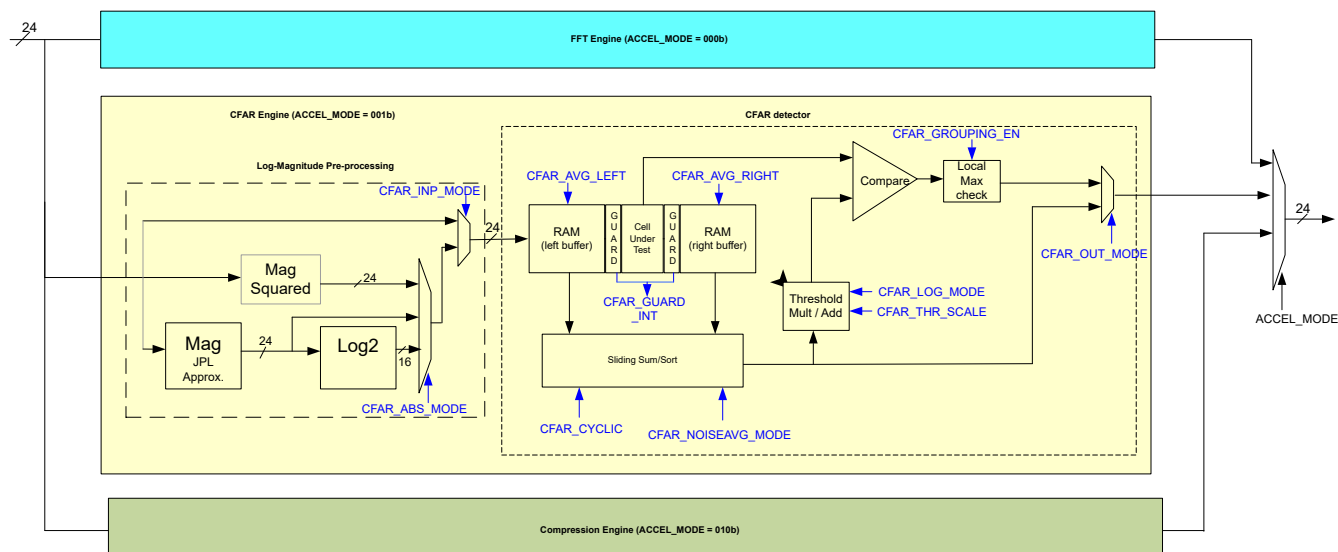 24
FFT Engine (ACCEL_MODE = 000b)
CFAR Engine (ACCEL_MODE = 001b)
CFAR detector
CFAR_GROUPING_EN
Log-Magnitude Pre-processing
CFAR_INP_MODE
CFAR_AVG_LEFT
CFAR_AVG_RIGHT
Compare
Local
Max
check
24
RAM
(left buffer)
GUARD
Cell
Under
Test
GUARD
RAM
(right buffer)
24
CFAR_OUT_MODE
Mag
Squared
24
CFAR_GUARD
_INT
Threshold
Mult / Add
CFAR_LOG_MODE
CFAR_THR_SCALE
ACCEL_MODE
Mag
JPL
Approx.
24
Log2
16
Sliding Sum/Sort
CFAR_ABS_MODE
CFAR_CYCLIC
CFAR_NOISEAVG_MODE
Compression Engine (ACCEL_MODE = 010b)